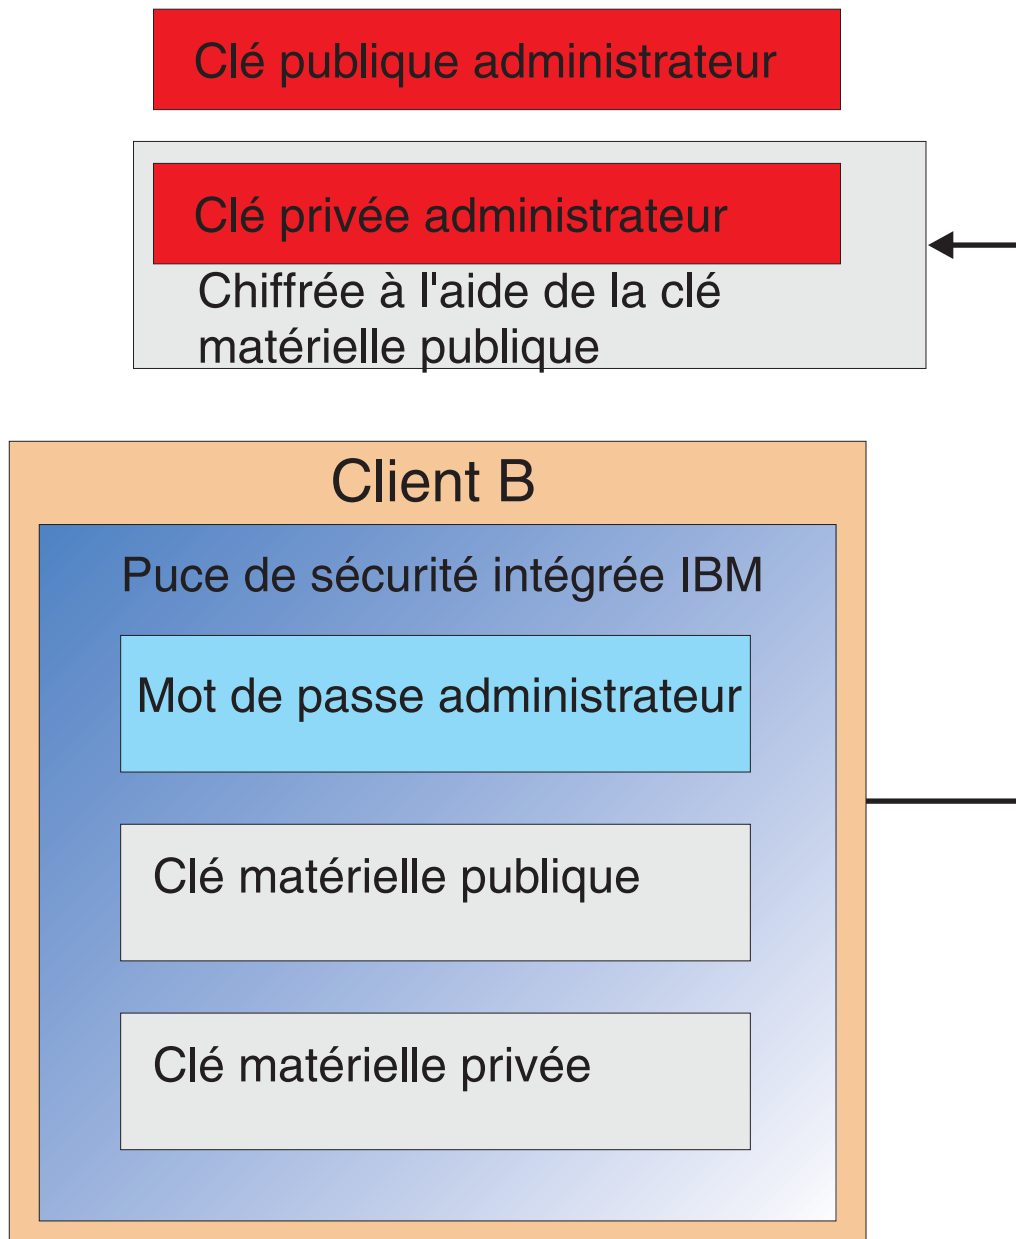 Clé publique administrateur
Clé privée administrateur
Chiffrée à l'aide de la clé
matérielle publique
Client B
Puce de sécurité intégrée IBM
Mot de passe administrateur
Clé matérielle publique
Clé matérielle privée